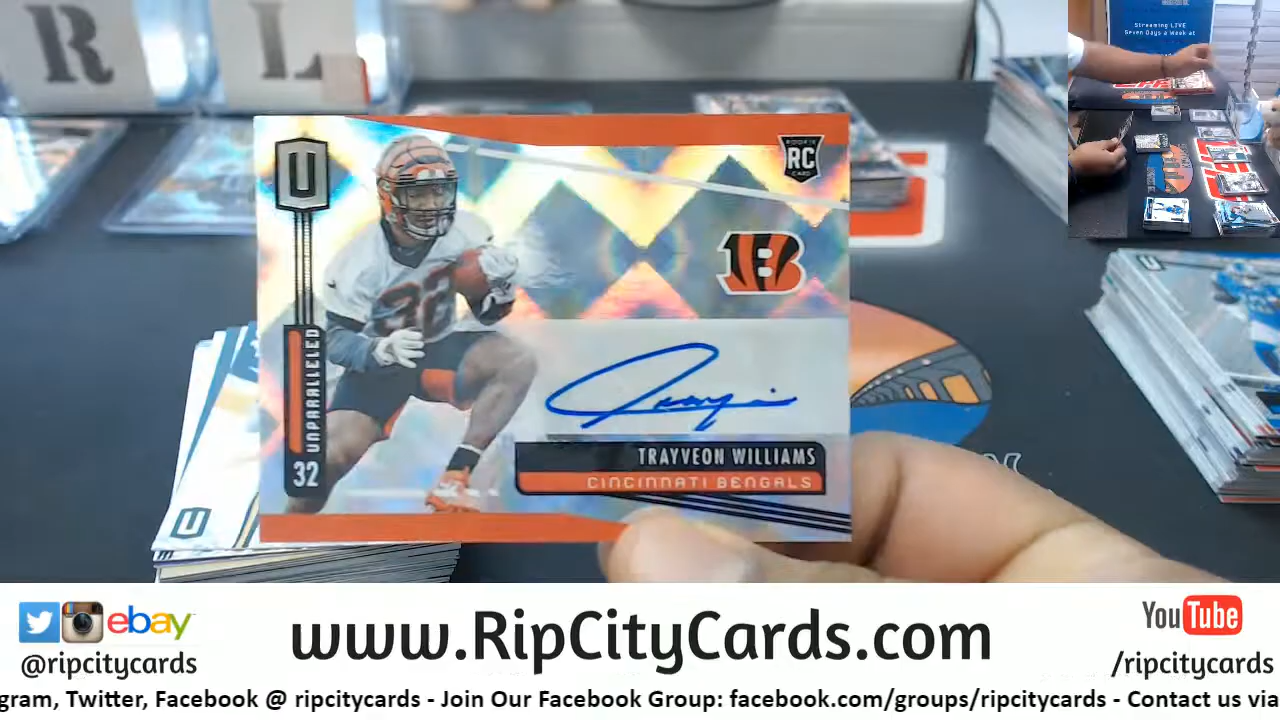 R L
Streaming LIVE
Seven Days a Week at
U
ROOKIE
RC
CARD
B
32
UNPARALLELED
32
TRAYVEON WILLIAMS
CINCINNATI BENGALS
U
ebay
@ripcitycards
www.RipCityCards.com
YouTube
/ripcitycards
gram, Twitter, Facebook @ ripcitycards - Join Our Facebook Group: facebook.com/groups/ripcitycards - Contact us via